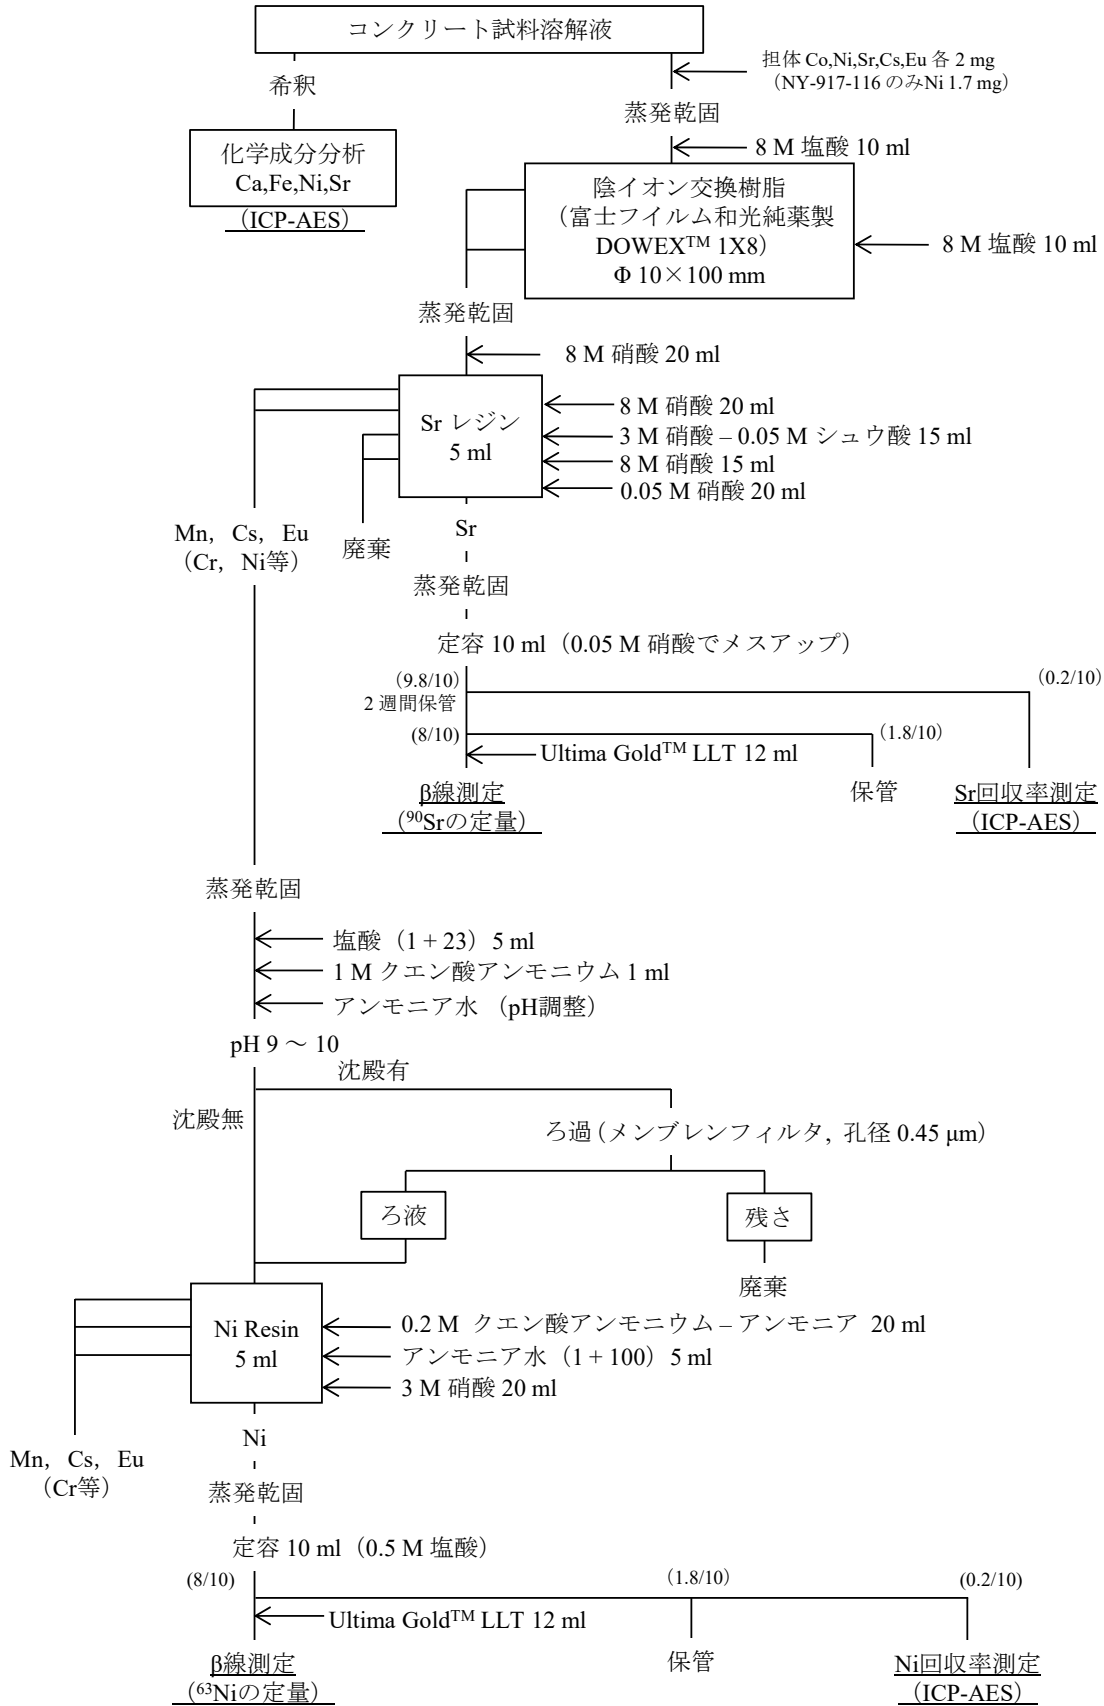 コンクリート試料溶解液
担体 Co,Ni,Sr,Cs,Eu 各 2 mg
（NY-917-116 のみNi 1.7 mg）
希釈
蒸発乾固
8 M 塩酸 10 ml
化学成分分析
Ca,Fe,Ni,Sr
（ICP-AES）
陰イオン交換樹脂
（富士フイルム和光純薬製
DOWEX™ 1X8）
Φ 10×100 mm
8 M 塩酸 10 ml
蒸発乾固
8 M 硝酸 20 ml
Sr レジン
5 ml
8 M 硝酸 20 ml
3 M 硝酸 – 0.05 M シュウ酸 15 ml
8 M 硝酸 15 ml
0.05 M 硝酸 20 ml
Mn，Cs，Eu
（Cr，Ni等）
廃棄
Sr
蒸発乾固
定容 10 ml（0.05 M 硝酸でメスアップ）
(9.8/10)
2 週間保管
（0.2/10）
(8/10)
（1.8/10）
Ultima Gold™ LLT 12 ml
β線測定
（⁹⁰Srの定量）
保管
Sr回収率測定
（ICP-AES）
蒸発乾固
塩酸（1 + 23）5 ml
1 M クエン酸アンモニウム 1 ml
アンモニア水 （pH調整）
pH 9 ～ 10
沈殿有
沈殿無
ろ過（メンブレンフィルタ, 孔径 0.45 μm）
ろ液
残さ
廃棄
Ni Resin
5 ml
0.2 M クエン酸アンモニウム – アンモニア 20 ml
アンモニア水（1 + 100）5 ml
3 M 硝酸 20 ml
Mn，Cs，Eu
（Cr等）
Ni
蒸発乾固
定容 10 ml（0.5 M 塩酸）
(8/10)
（1.8/10）
(0.2/10)
Ultima Gold™ LLT 12 ml
β線測定
（⁶³Niの定量）
保管
Ni回収率測定
（ICP-AES）